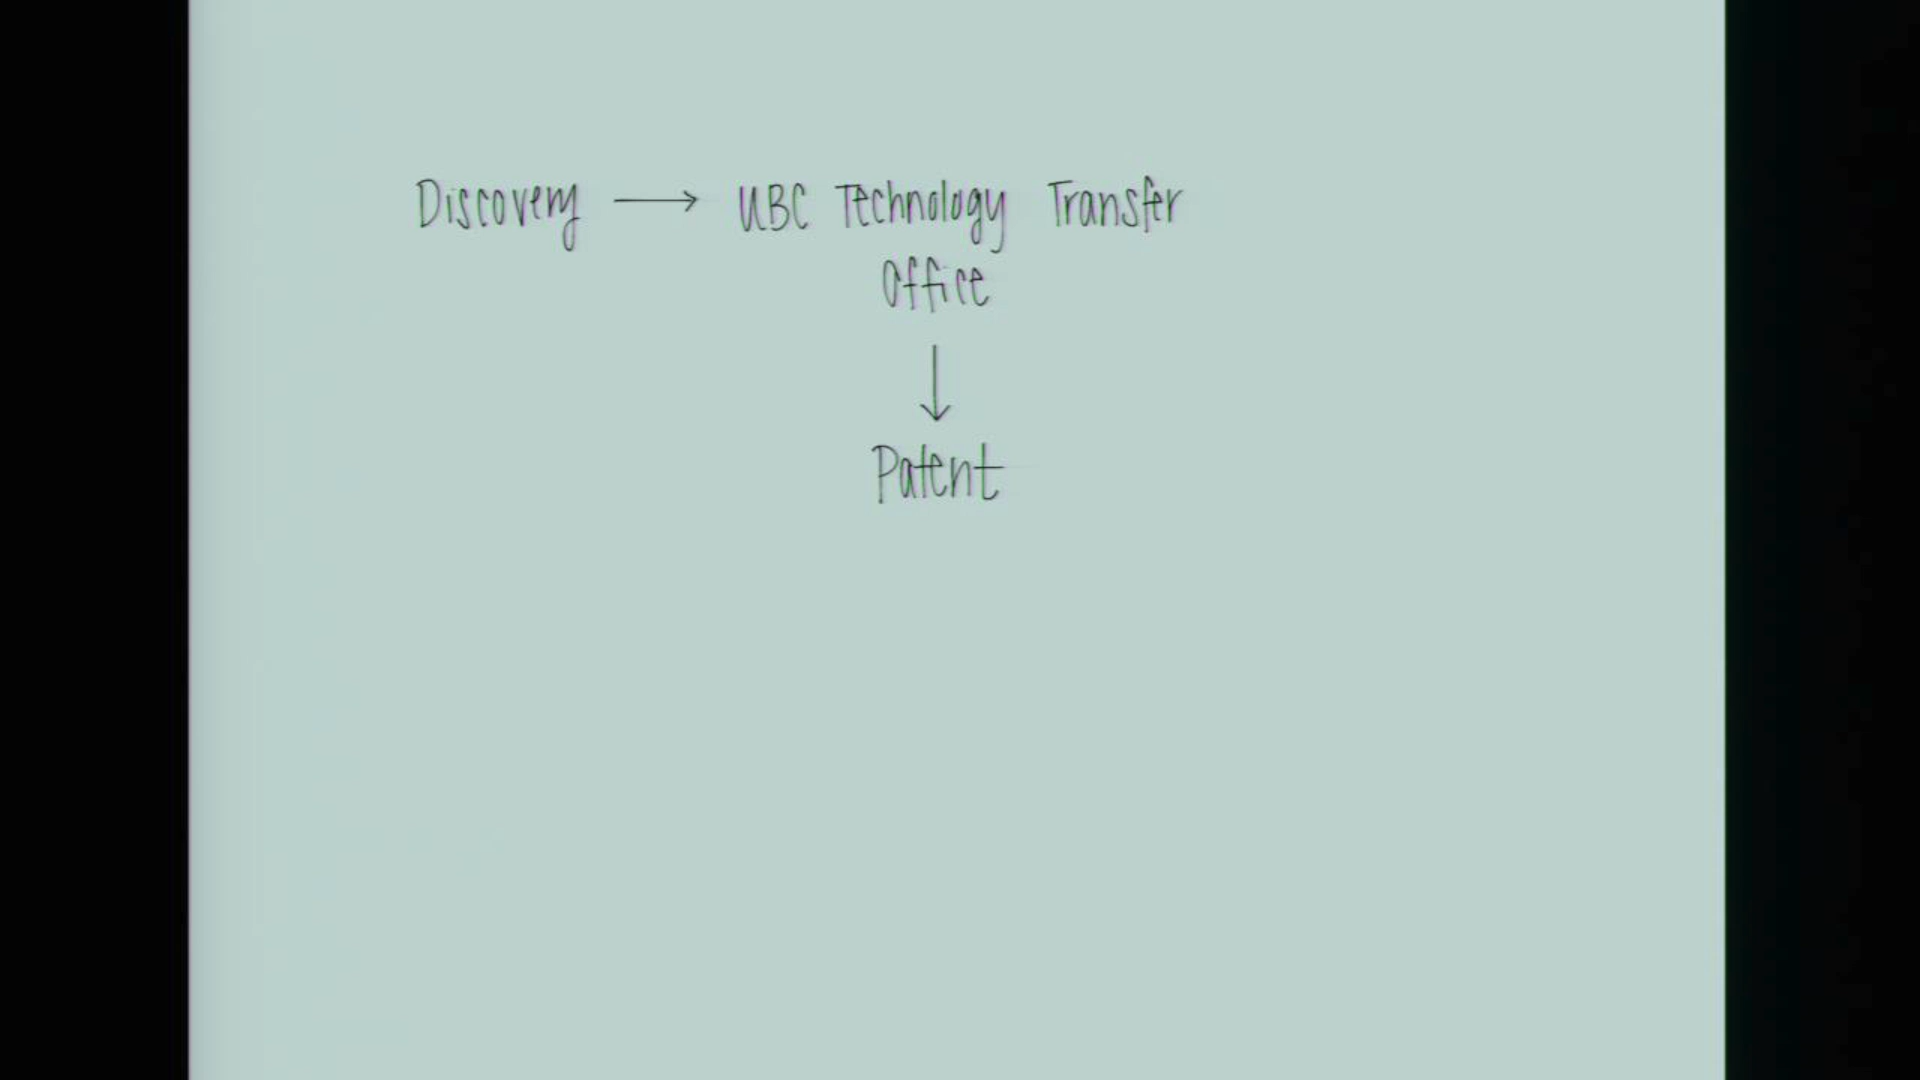 Discovery → UBC Technology Transfer
Office
↓
Patent